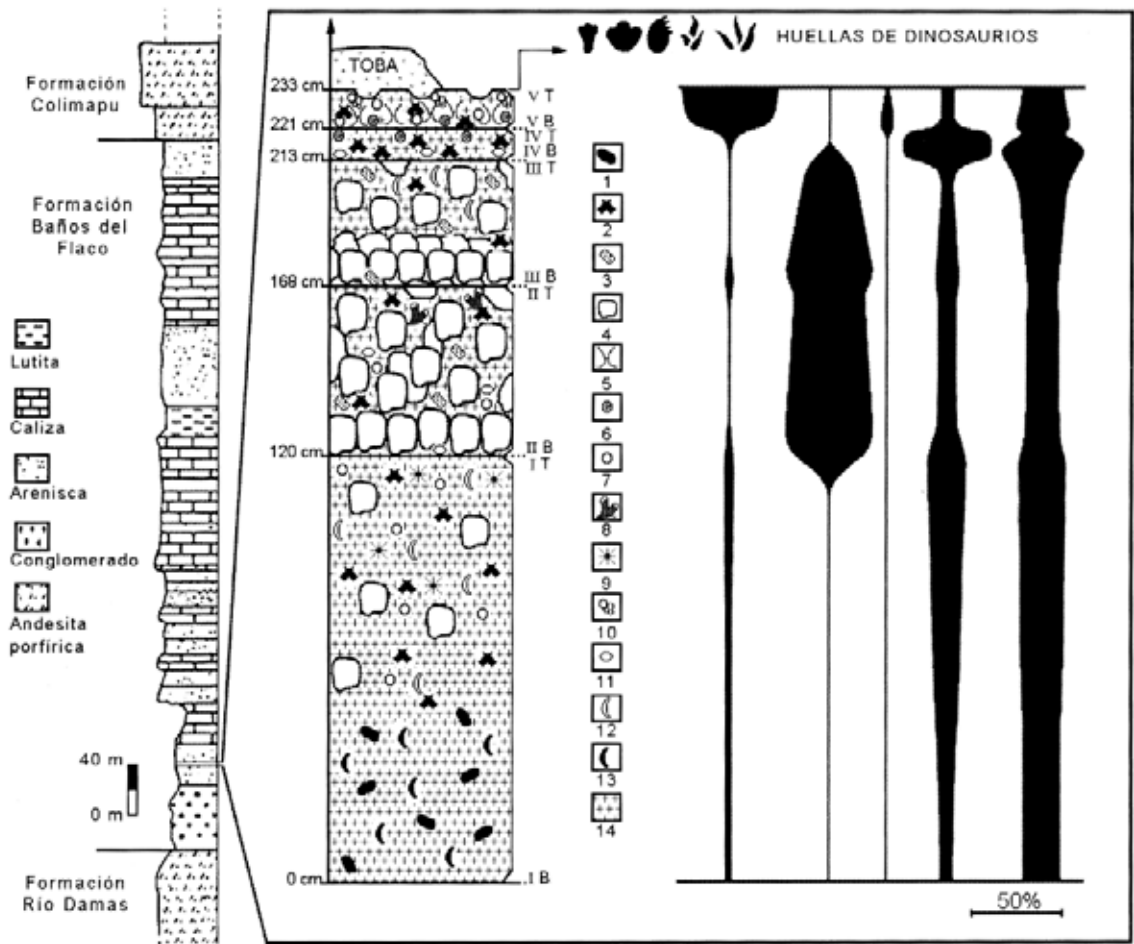 Formación
Colimapu
Formación
Baños del
Flaco
Lutita
Caliza
Arenisca
Conglomerado
Andesita
porfírica
40 m
0 m
Formación
Río Damas
TOBA
HUELLAS DE DINOSAURIOS
233 cm
V T
V B
221 cm
IV T
IV B
213 cm
III T
III B
168 cm
II T
II B
120 cm
I T
0 cm
I B
1
2
3
4
5
6
7
8
9
10
11
12
13
14
50%